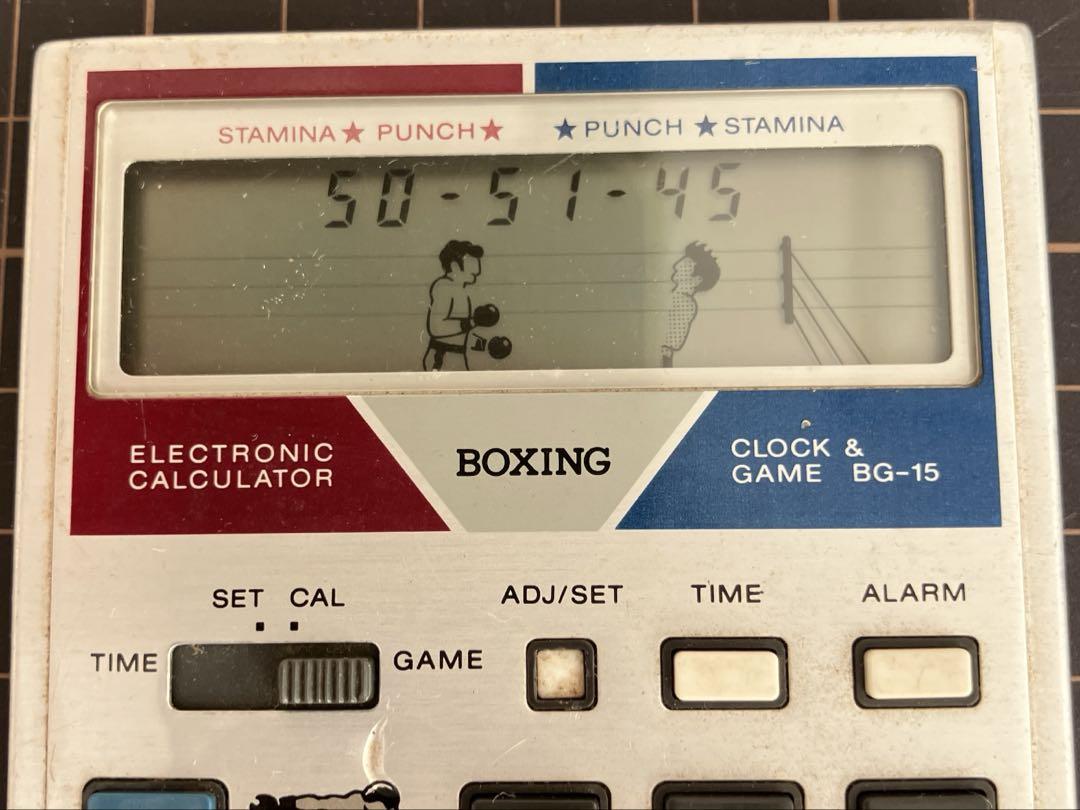 STAMINA★ PUNCH★ ★PUNCH ★STAMINA
50-51-45
ELECTRONIC
CALCULATOR
BOXING
CLOCK &
GAME BG-15
SET CAL
TIME
GAME
ADJ/SET
TIME
ALARM